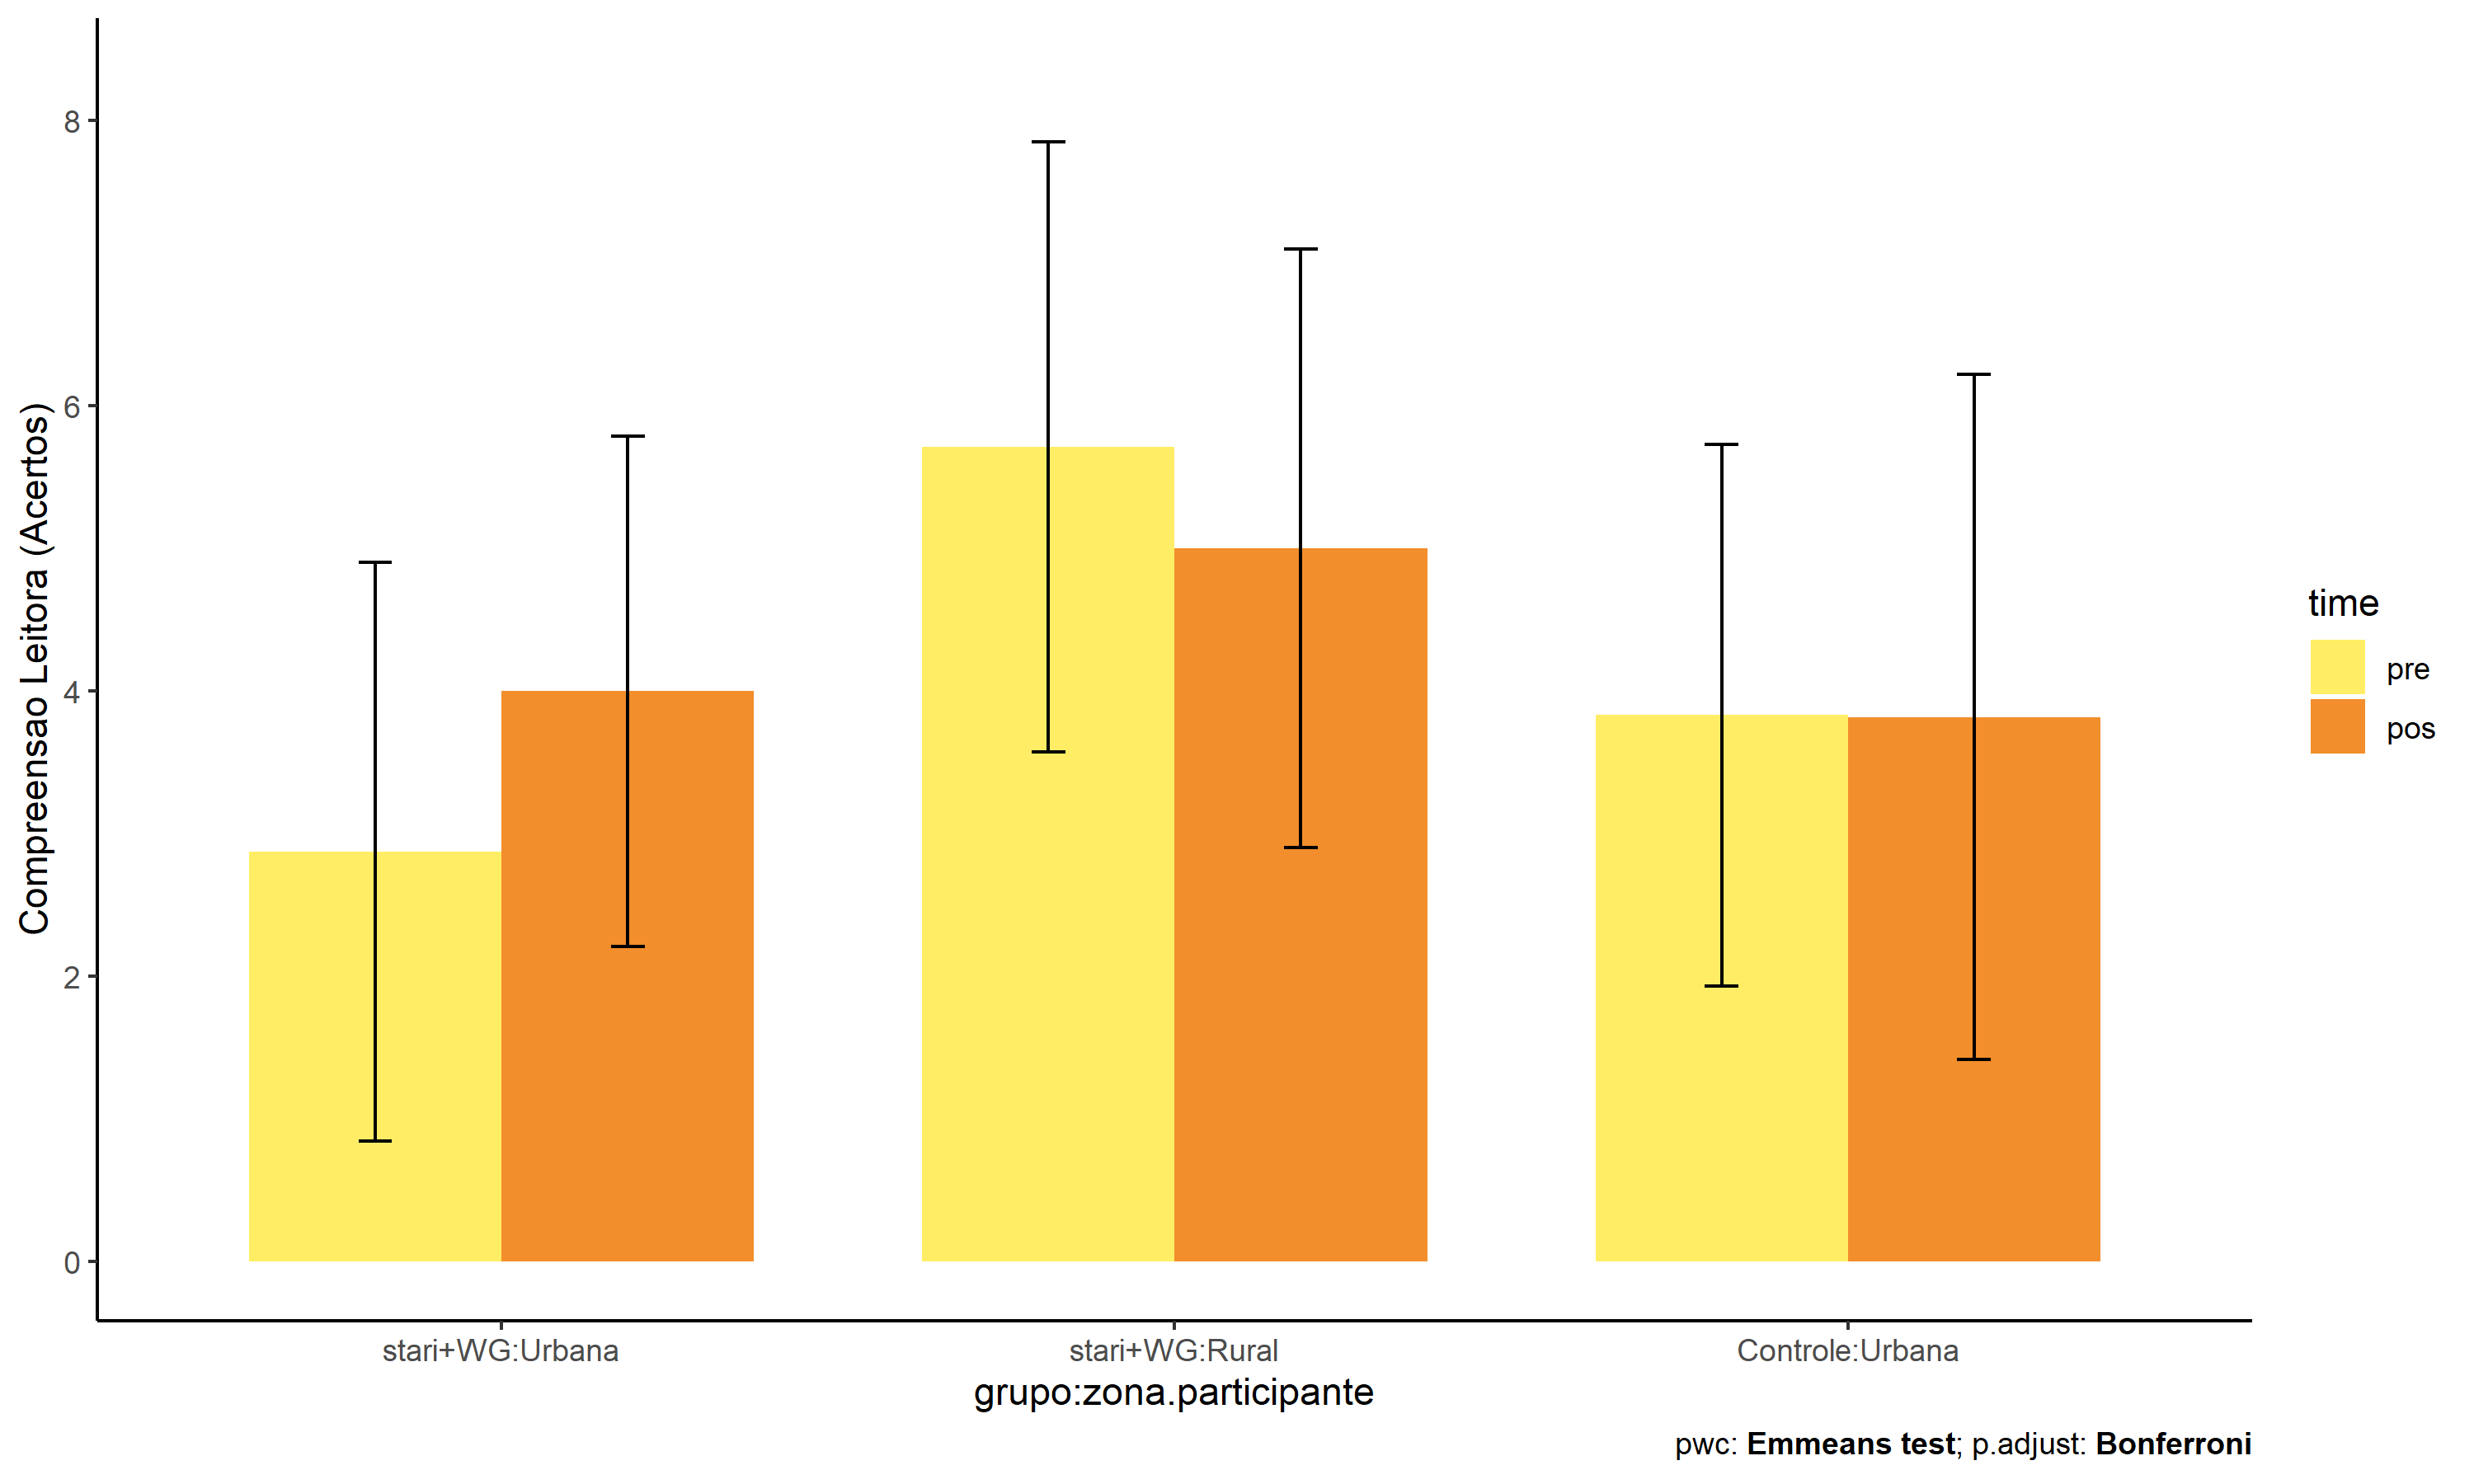 Compreensao Leitora (Acertos)
8
6
4
2
0
stari+WG:Urbana
stari+WG:Rural
Controle:Urbana
grupo:zona.participante
time
pre
pos
pwc: Emmeans test; p.adjust: Bonferroni